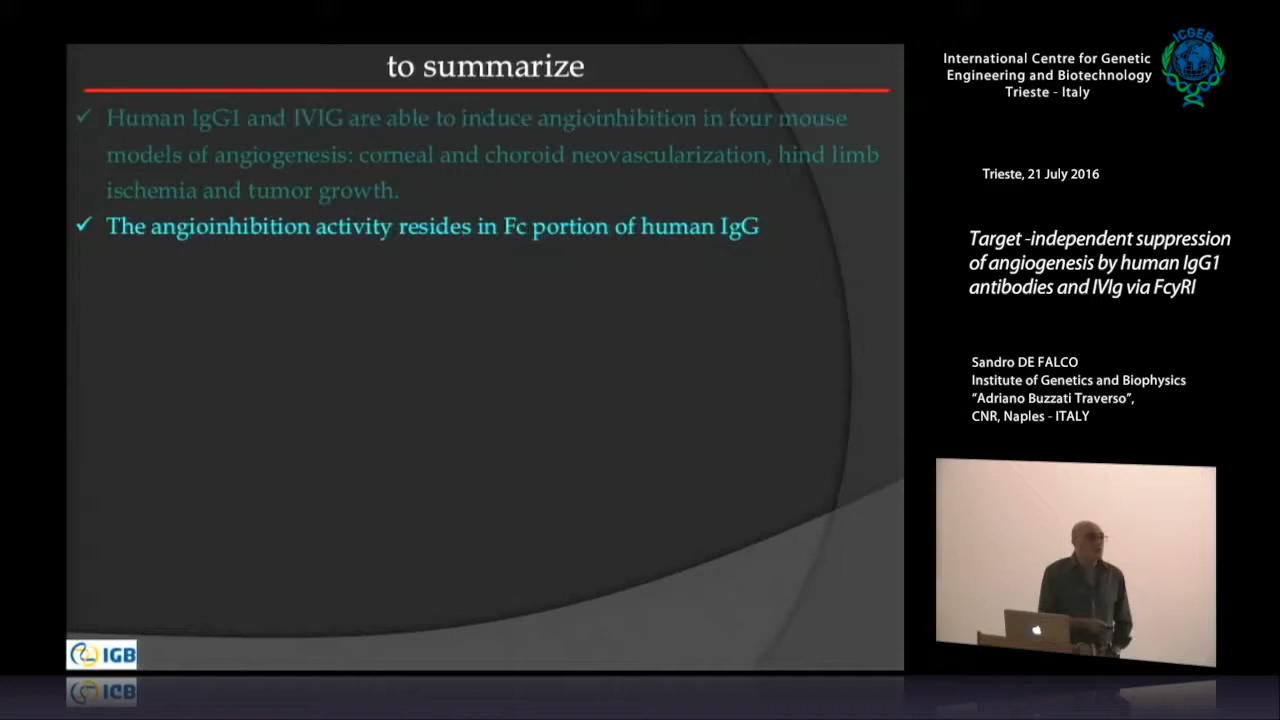 to summarize
✓ Human IgG1 and IVIG are able to induce angioinhibition in four mouse
models of angiogenesis: corneal and choroid neovascularization, hind limb
ischemia and tumor growth.
✓ The angioinhibition activity resides in Fc portion of human IgG
IGB
International Centre for Genetic
Engineering and Biotechnology
Trieste - Italy
ICGEB
Trieste, 21 July 2016
Target -independent suppression
of angiogenesis by human IgG1
antibodies and IVIg via FcγRI
Sandro DE FALCO
Institute of Genetics and Biophysics
“Adriano Buzzati Traverso”,
CNR, Naples - ITALY